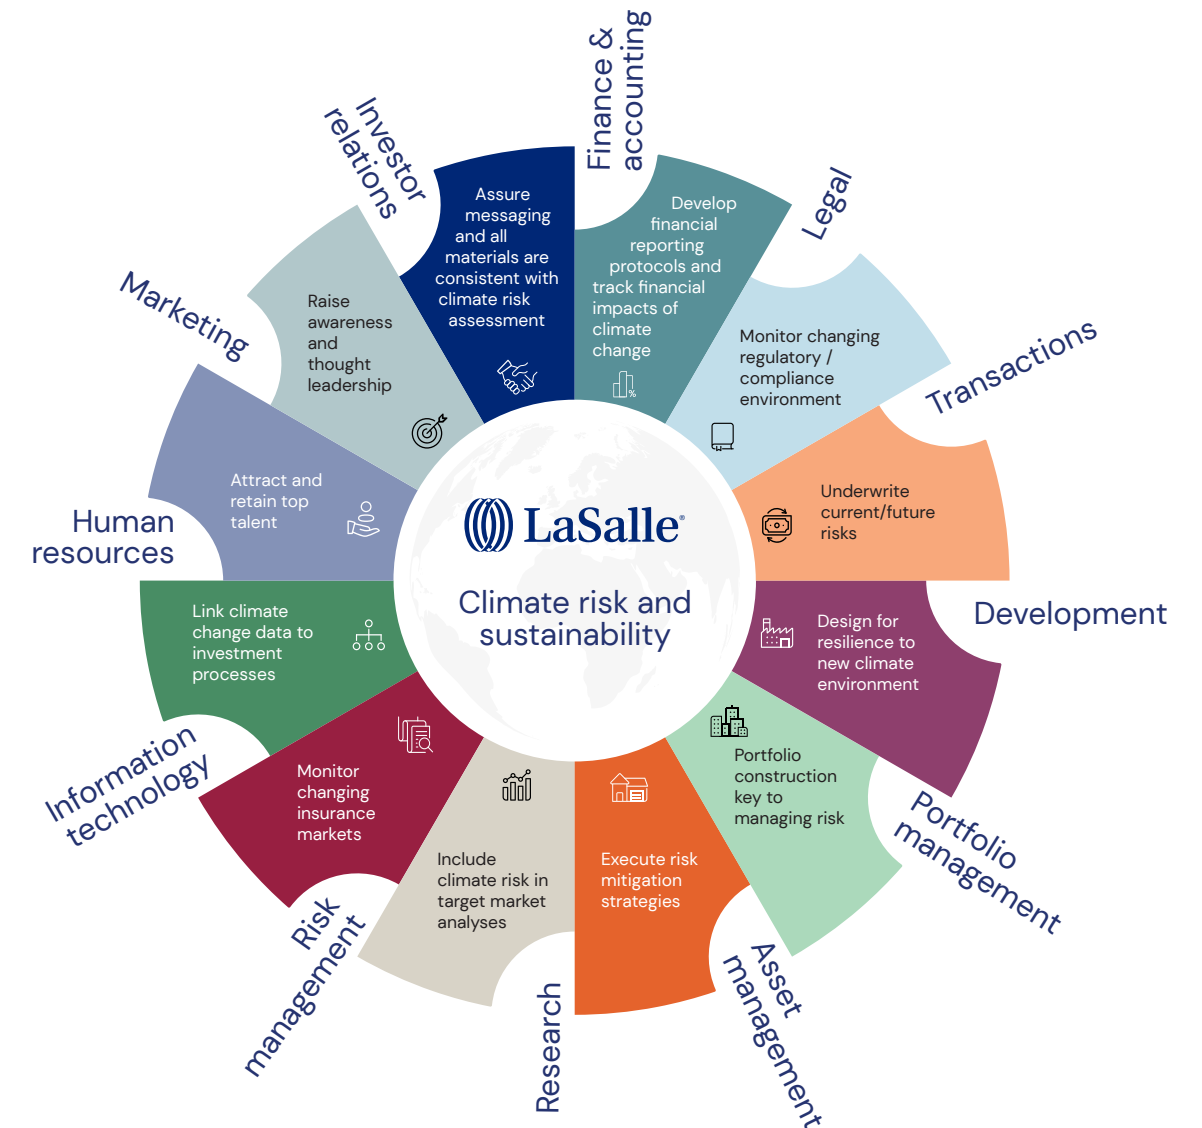 LaSalle®
Climate risk and
sustainability
Finance &
accounting
Develop
financial
reporting
protocols and
track financial
impacts of
climate
change
%
Legal
Monitor changing
regulatory /
compliance
environment
Transactions
Underwrite
current/future
risks
Development
Design for
resilience to
new climate
environment
Portfolio
management
Portfolio
construction
key to
managing risk
Asset
management
Execute risk
mitigation
strategies
Research
Include
climate risk in
target market
analyses
Risk
management
Monitor
changing
insurance
markets
Information
technology
Link climate
change data to
investment
processes
Human
resources
Attract and
retain top
talent
Marketing
Raise
awareness
and
thought
leadership
Investor
relations
Assure
messaging
and all
materials are
consistent with
climate risk
assessment